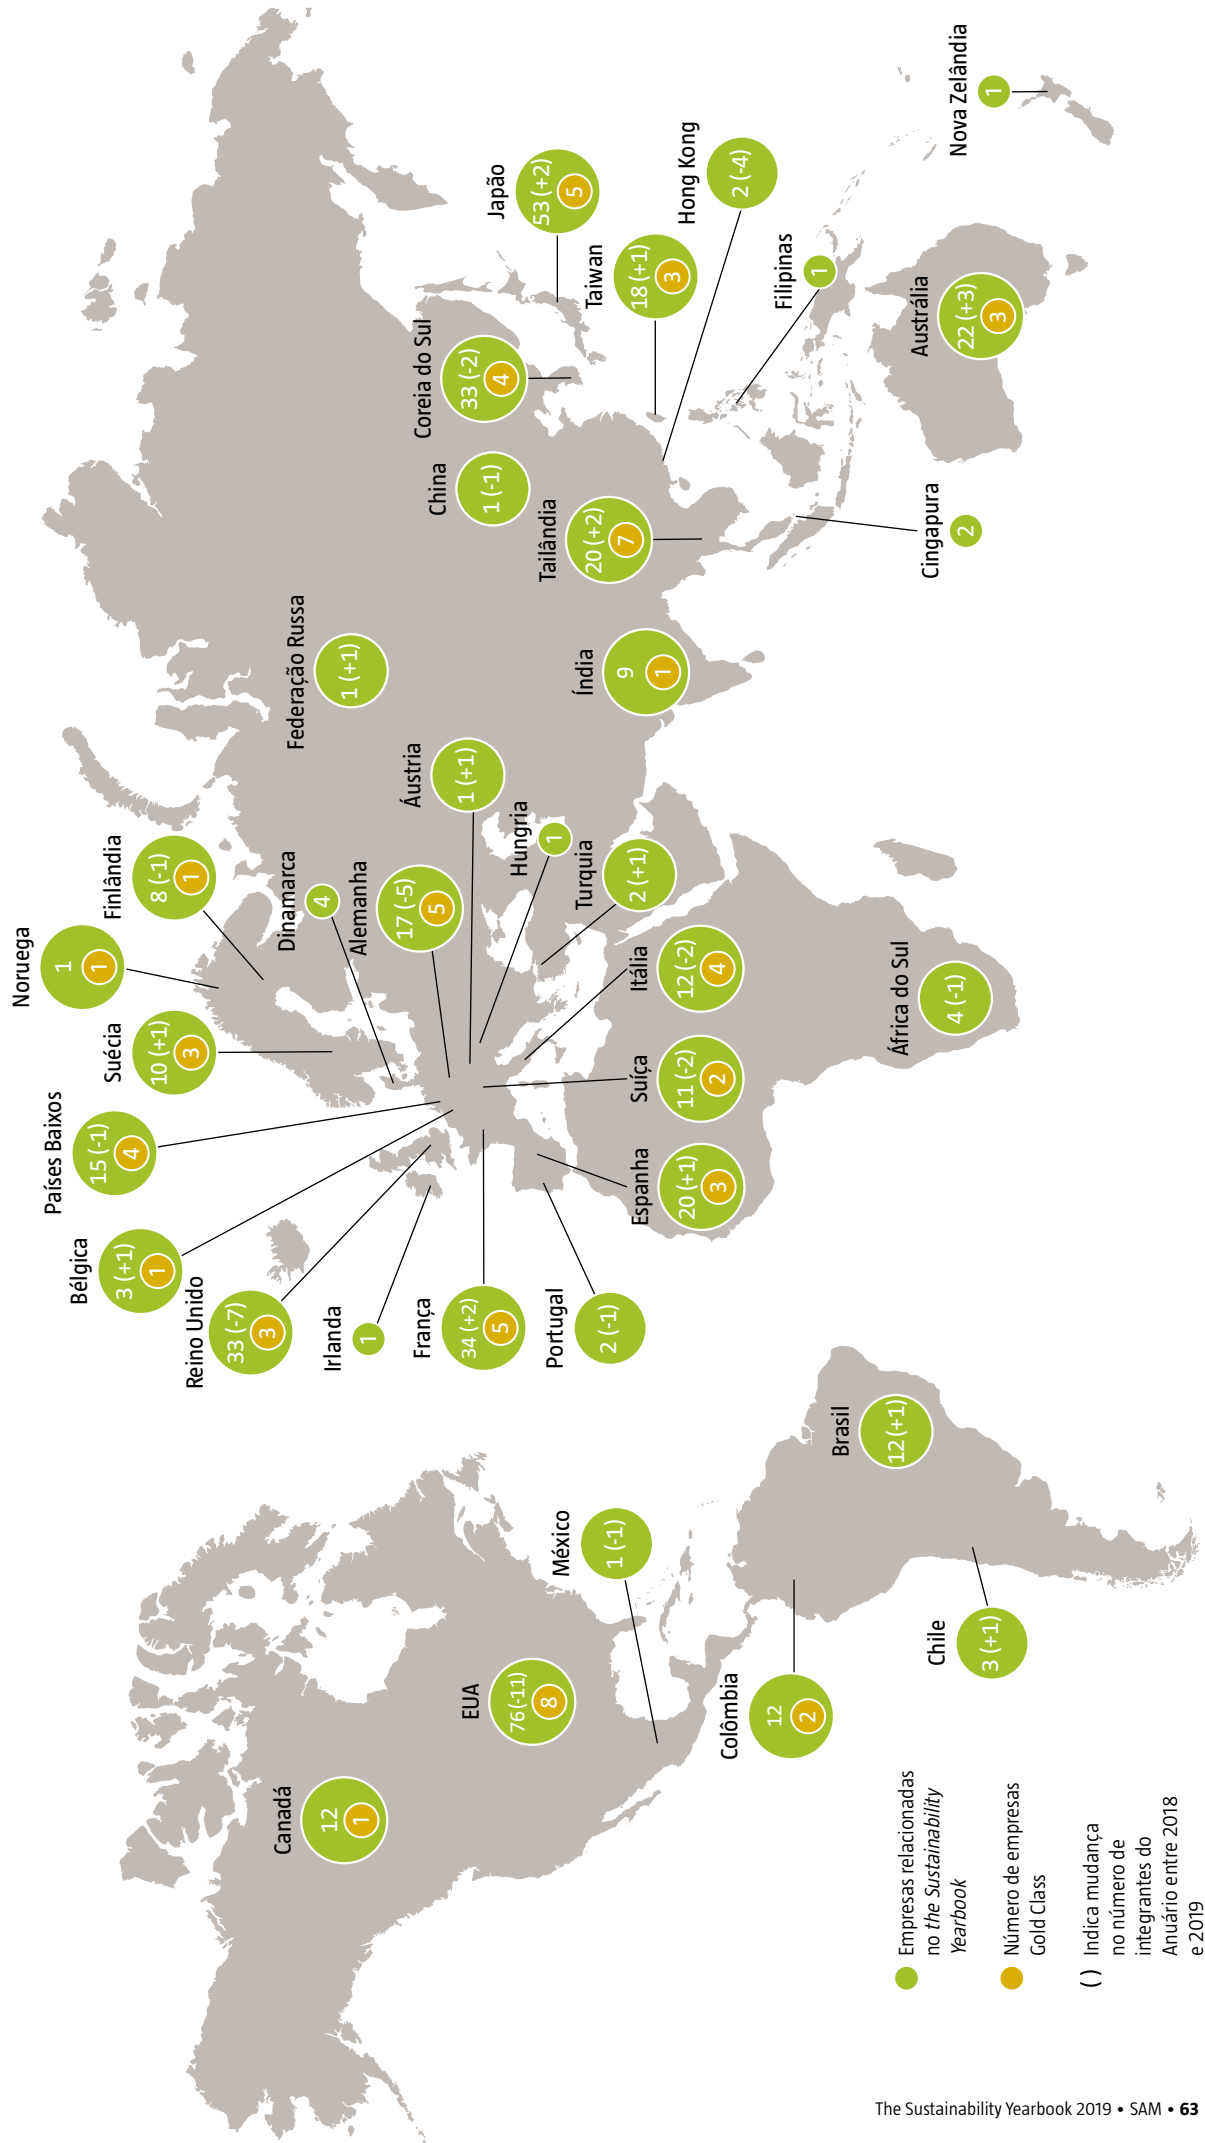 Canadá
12
1
EUA
76(-11)
8
México
1 (-1)
Colômbia
12
2
Chile
3 (+1)
Brasil
12 (+1)
Noruega
1
1
Suécia
10 (+1)
3
Finlândia
8 (-1)
1
Países Baixos
15 (-1)
4
Bélgica
3 (+1)
1
Reino Unido
33 (-7)
3
Irlanda
1
França
34 (+2)
5
Portugal
2 (-1)
Espanha
20 (+1)
3
Suíça
11 (-2)
2
Itália
12 (-2)
4
Dinamarca
4
Alemanha
17 (-5)
5
Áustria
1 (+1)
Hungria
1
Turquia
2 (+1)
África do Sul
4 (-1)
Federação Russa
1 (+1)
Índia
9
1
China
1 (-1)
Tailândia
20 (+2)
7
Coreia do Sul
33 (-2)
4
Japão
53 (+2)
5
Taiwan
18 (+1)
3
Hong Kong
2 (-4)
Filipinas
1
Cingapura
2
Austrália
22 (+3)
3
Nova Zelândia
1
Empresas relacionadas
no the Sustainability
Yearbook
Número de empresas
Gold Class
( ) Indica mudança
no número de
integrantes do
Anuário entre 2018
e 2019
The Sustainability Yearbook 2019 • SAM • 63